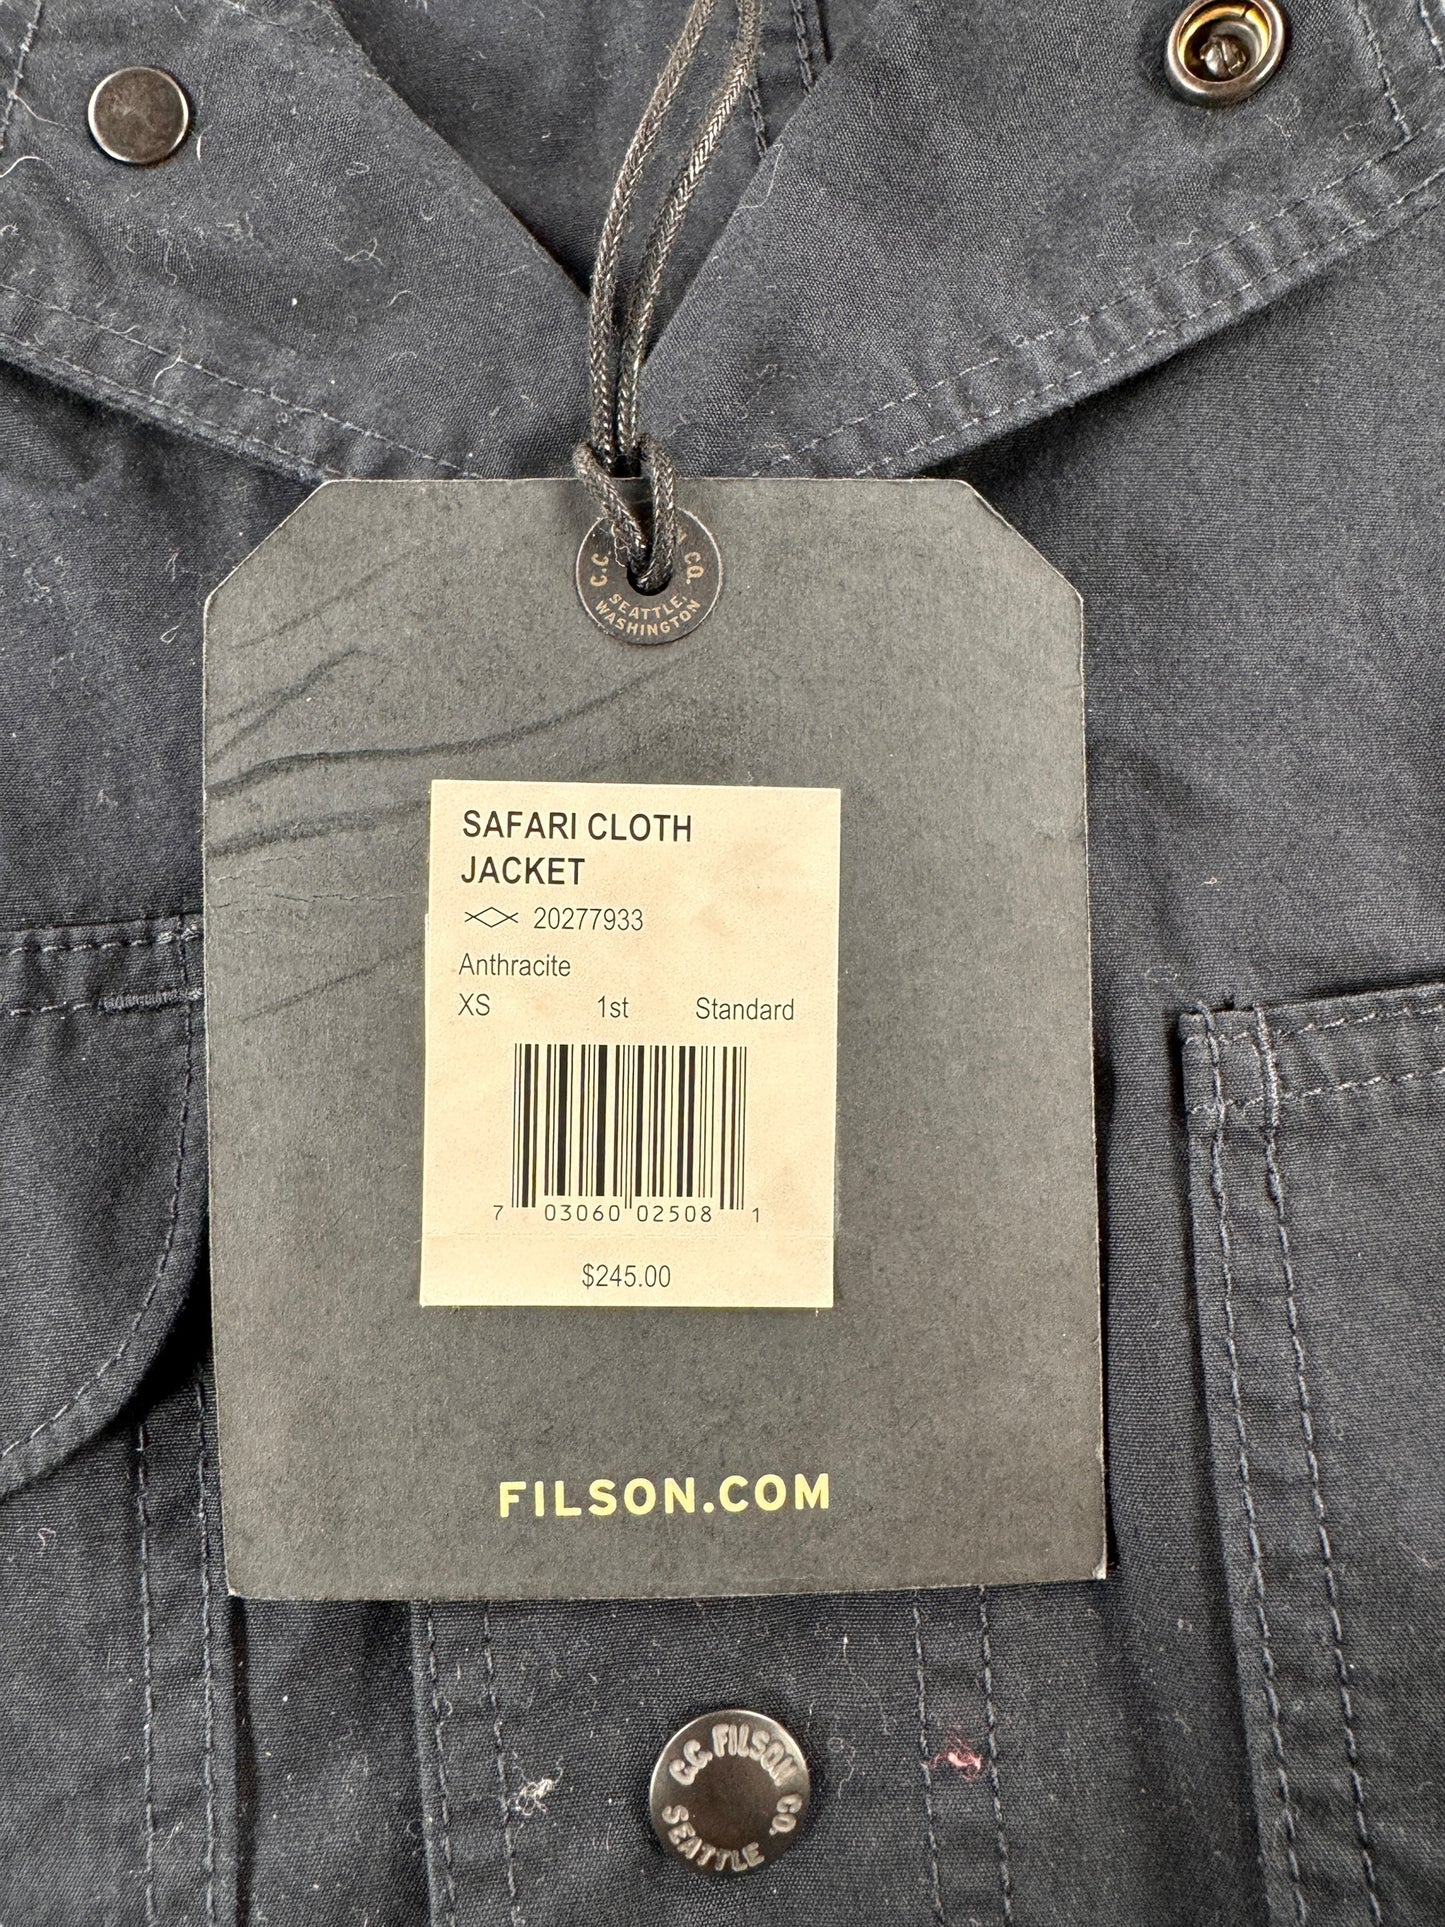 CO.
C.C
SEATTLE,
WASHINGTON
SAFARI CLOTH
JACKET
20277933
Anthracite
XS 1st Standard
7 03060 02508 1
$245.00
FILSON.COM
C.C. FILSON CO.
SEATTLE